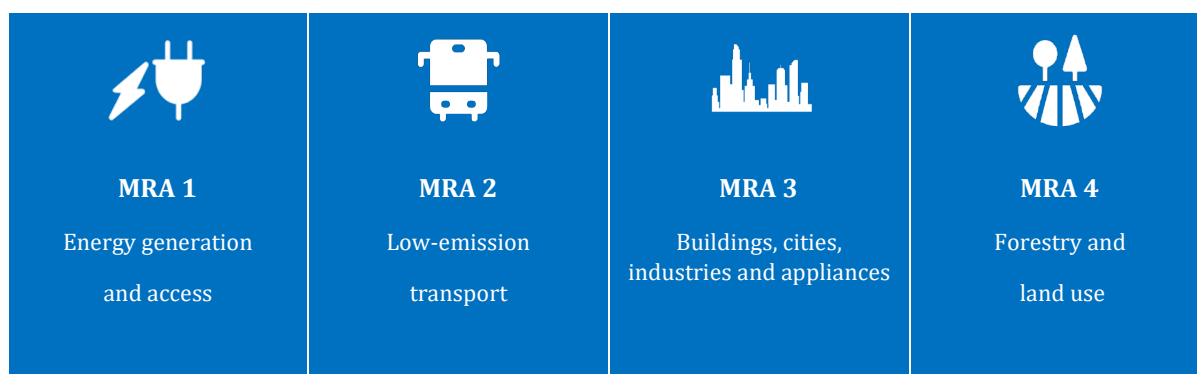 MRA 1
Energy generation
and access
MRA 2
Low-emission
transport
MRA 3
Buildings, cities,
industries and appliances
MRA 4
Forestry and
land use